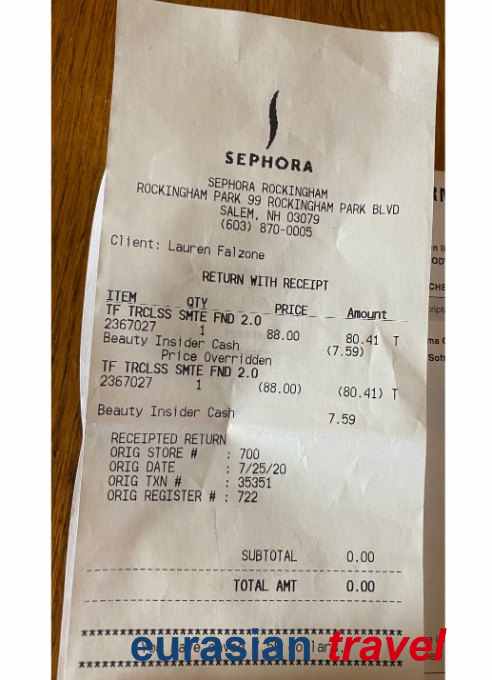 SEPHORA
SEPHORA ROCKINGHAM
ROCKINGHAM PARK 99 ROCKINGHAM PARK BLVD
SALEM, NH 03079
(603) 870-0005
Client: Lauren Falzone
RETURN WITH RECEIPT
ITEM QTY PRICE Amount
TF TRCLSS SMTE FND 2.0
2367027 1 88.00 80.41 T
Beauty Insider Cash (7.59)
Price Overridden
TF TRCLSS SMTE FND 2.0
2367027 1 (88.00) (80.41) T
Beauty Insider Cash 7.59
RECEIPTED RETURN
ORIG STORE # : 700
ORIG DATE : 7/25/20
ORIG TXN # : 35351
ORIG REGISTER # : 722
SUBTOTAL 0.00
TOTAL AMT 0.00
eurasian travel